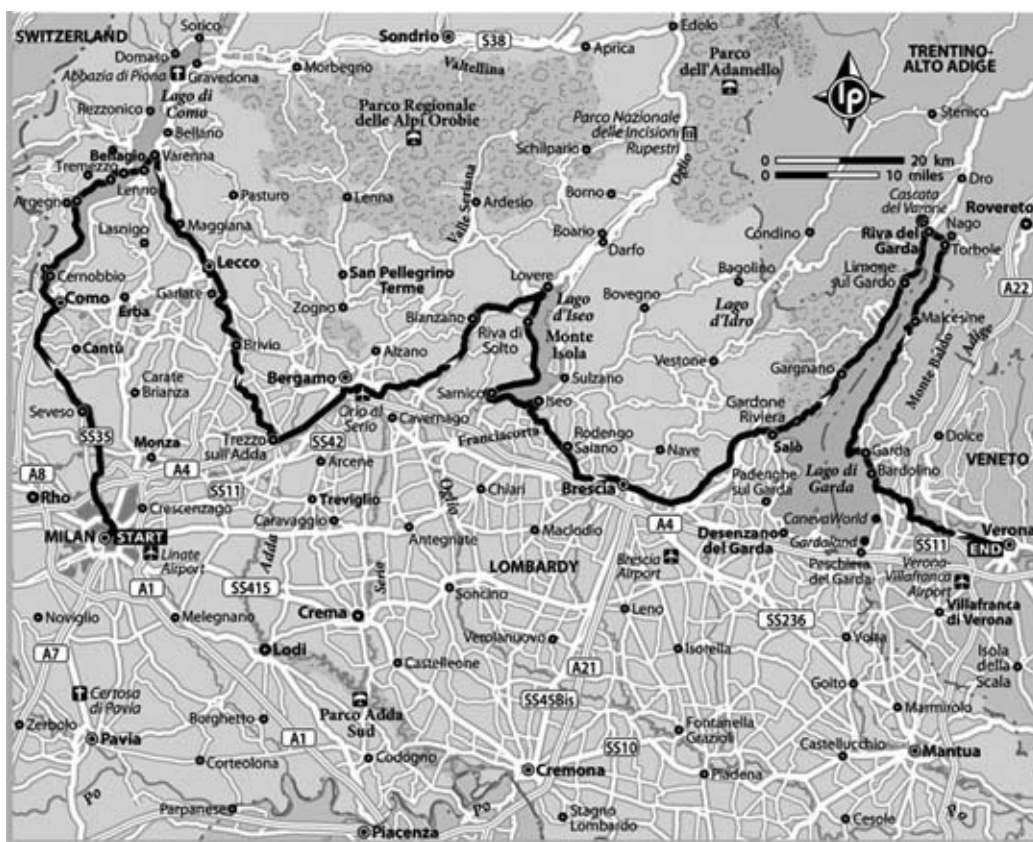 SWITZERLAND
Sotico
Domaso
Abbazia di Piona
Gravedona
Rezzonico
Lago di
Como
Bellano
Bellagio
Varenna
Tremezzo
Lenno
Argegno
Lasnigo
Maggiana
Cernobbio
Como
Erba
Lecco
Garlate
Cantù
Brivio
Carate
Brianza
Seveso
SS35
Monza
A8
A4
Rho
SS11
Crescenzago
MILAN
START
Linate
Airport
A1
SS415
Noviglio
Melegnano
A7
Certosa
di Pavia
Zerbolo
Pavia
Borghetto
A1
Corteolona
Po
Parpanese
Sondrio
S38
Valtellina
Morbegno
Aprica
Edolo
Parco Regionale
delle Alpi Orobie
Parco
dell'Adamello
Parco Nazionale
delle Incisioni
Rupestri
Schilpario
Oglio
Pasturo
Lenna
Valle Seriana
Ardesio
Borno
Boario
Darfo
San Pellegrino
Terme
Zogno
Lovere
Lago
d'Iseo
Blanzano
Riva di
Solto
Monte
Isola
Bovegno
Bagolino
Lago
d'Idro
Condino
Alzano
Bergamo
Orio al
Serio
Sarnico
Sulzano
Vestone
Iseo
Cavernago
Franciacorta
Rodengo
Saiano
Nave
Trezzo
sull'Adda
SS42
Arcene
Treviglio
Caravaggio
Oglio
Chiari
Brescia
Antegnate
Maclodio
A4
Adda
Serio
LOMBARDY
Brescia
Airport
Soncino
Crema
Leno
Verolanuovo
SS236
Lodi
Castelleone
A21
Isorella
SS45Bis
Parco Adda
Sud
Codogno
SS10
Fontanella
Grazioli
Cremona
Piadena
Po
Stagno
Lombardo
Piacenza
TRENTINO-
ALTO ADIGE
lp
Stenico
0 20 km
0 10 miles
Cascata
del Varone
Dro
Rovereto
Riva del
Garda
Nago
Torbole
Limone
sul Gardo
A22
Malcesine
Monte Baldo
Adige
Gargnano
Gardone
Riviera
Salò
Garda
Dolce
Padenghe
sul Garda
Lago di
Garda
Bardolino
VENETO
Desenzano
del Garda
CanevaWorld
Gardaland
SS11
Verona
END
Peschiera
del Garda
Verona-
Villafranca
Airport
Villafranca
di Verona
Volta
Isola
della
Scala
Goito
Marmirolo
Castellucchio
Mantua
Cesole
Po